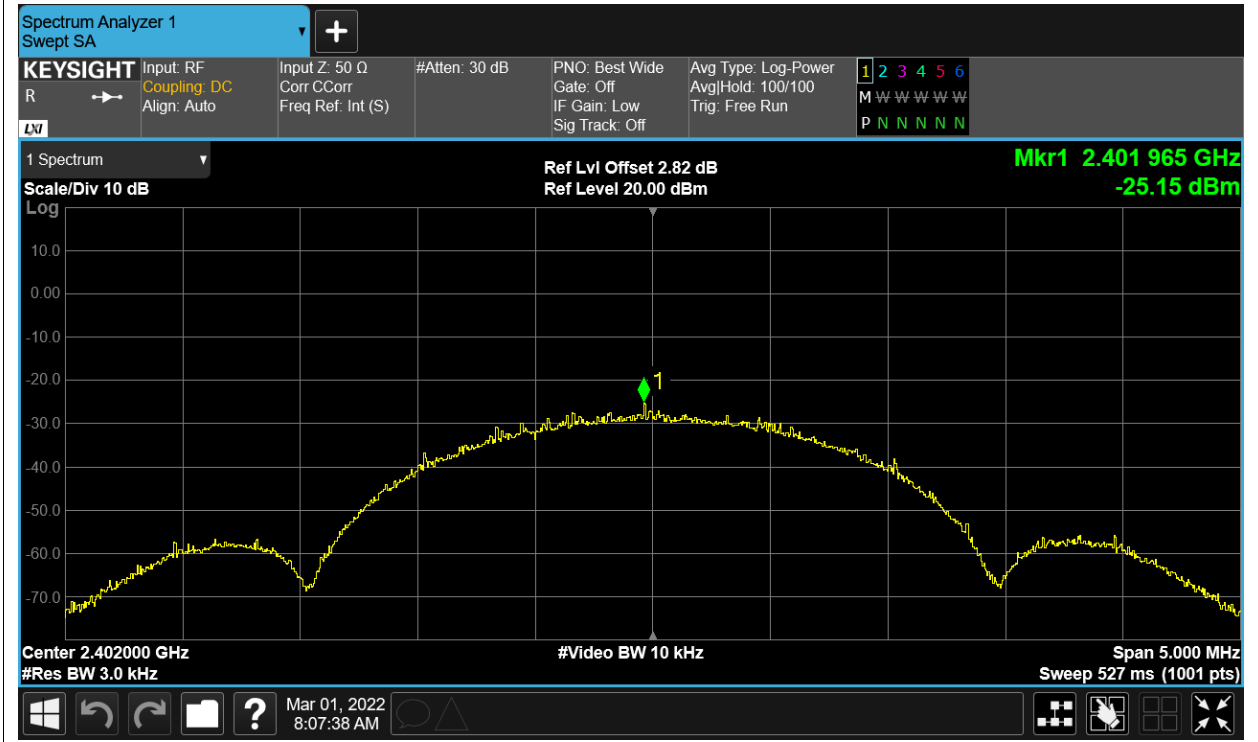 Spectrum Analyzer 1
Swept SA
KEYSIGHT
R
LXI
Input: RF
Coupling: DC
Align: Auto
Input Z: 50 Ω
Corr CCorr
Freq Ref: Int (S)
#Atten: 30 dB
PNO: Best Wide
Gate: Off
IF Gain: Low
Sig Track: Off
Avg Type: Log-Power
Avg|Hold: 100/100
Trig: Free Run
1 2 3 4 5 6
M W W W W W W
P N N N N N N
1 Spectrum
Scale/Div 10 dB
Log
Ref Lvl Offset 2.82 dB
Ref Level 20.00 dBm
Mkr1 2.401 965 GHz
-25.15 dBm
10.0
0.00
-10.0
-20.0
1
-30.0
-40.0
-50.0
-60.0
-70.0
Center 2.402000 GHz
#Video BW 10 kHz
Span 5.000 MHz
#Res BW 3.0 kHz
Sweep 527 ms (1001 pts)
?
Mar 01, 2022
8:07:38 AM